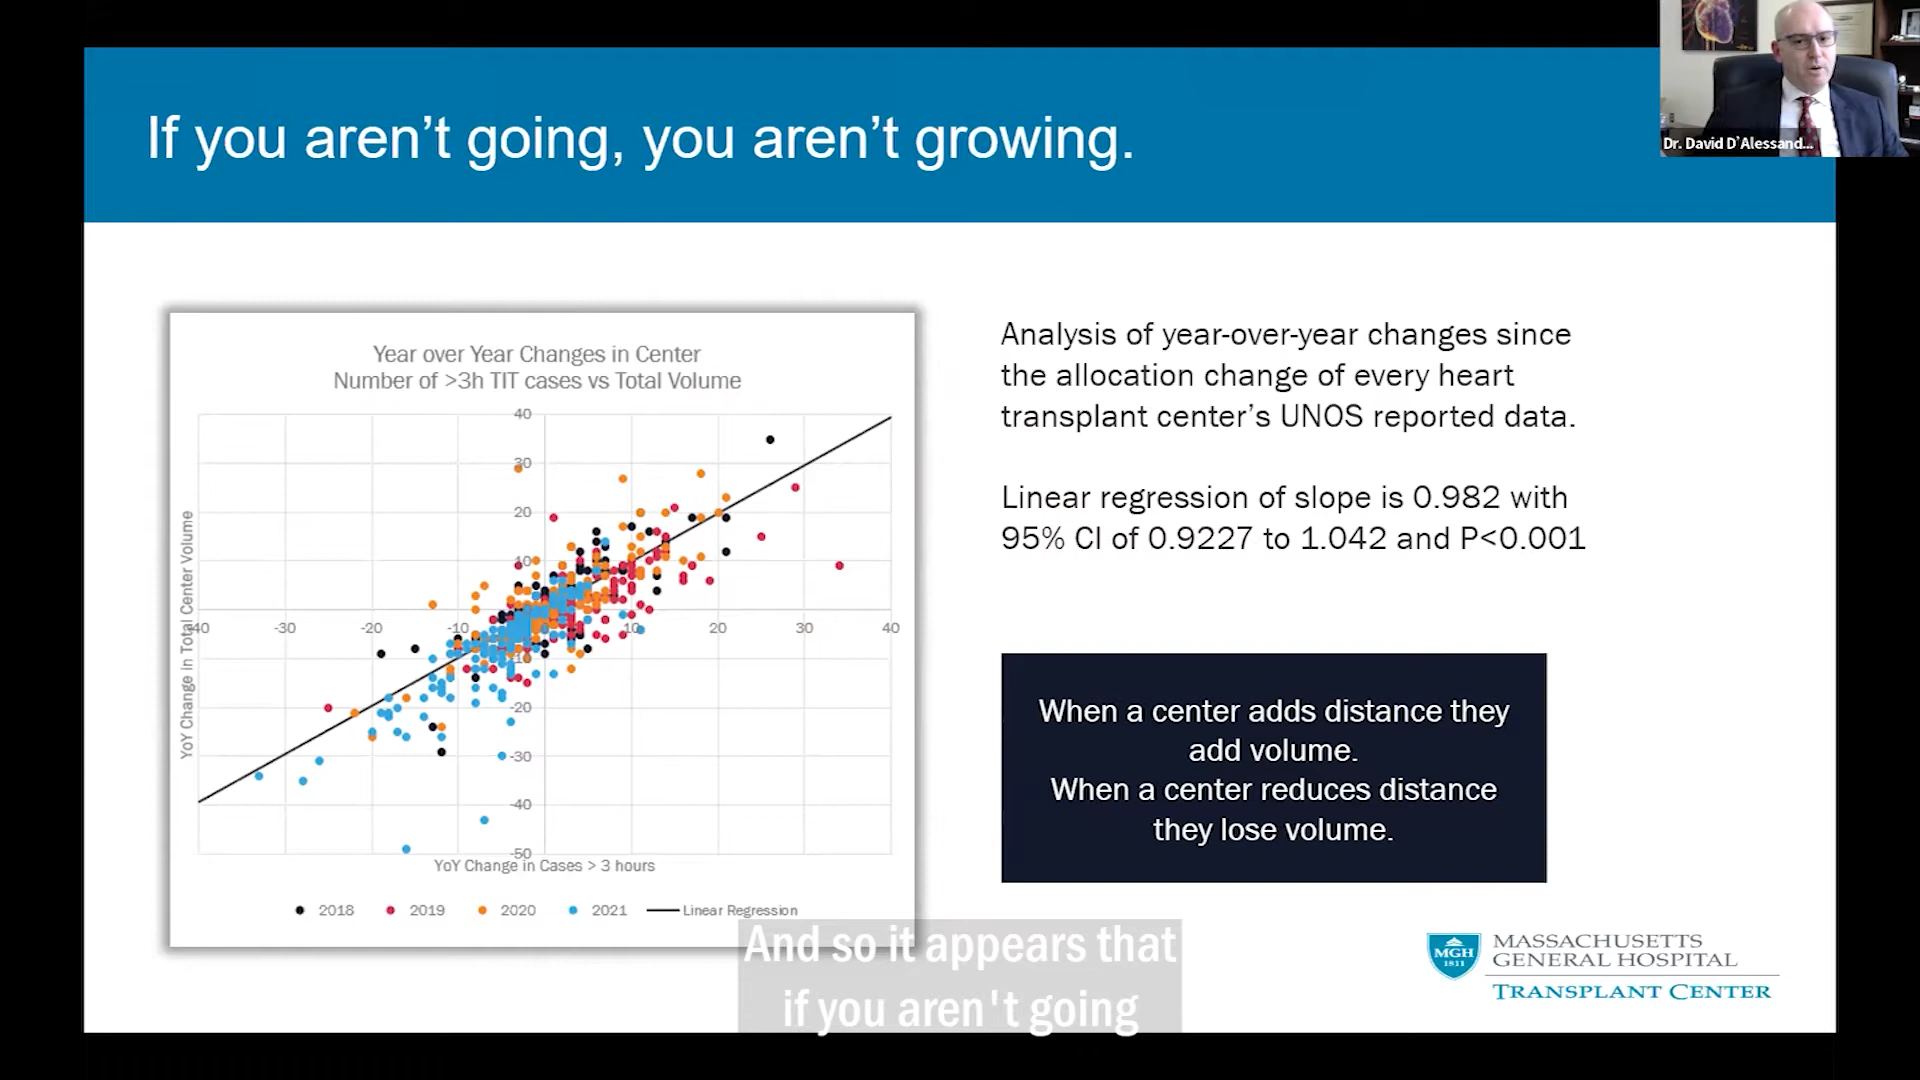 If you aren't going, you aren't growing.
Dr. David D'Alessand...
Year over Year Changes in Center
Number of >3h TIT cases vs Total Volume
YoY Change in Total Center Volume
40
30
20
10
-40
-30
-20
-10
10
20
30
40
-10
-20
-30
-40
-50
YoY Change in Cases > 3 hours
2018
2019
2020
2021
Linear Regression
Analysis of year-over-year changes since
the allocation change of every heart
transplant center's UNOS reported data.
Linear regression of slope is 0.982 with
95% CI of 0.9227 to 1.042 and P<0.001
When a center adds distance they
add volume.
When a center reduces distance
they lose volume.
And so it appears that
if you aren't going
MGH
1811
MASSACHUSETTS
GENERAL HOSPITAL
TRANSPLANT CENTER